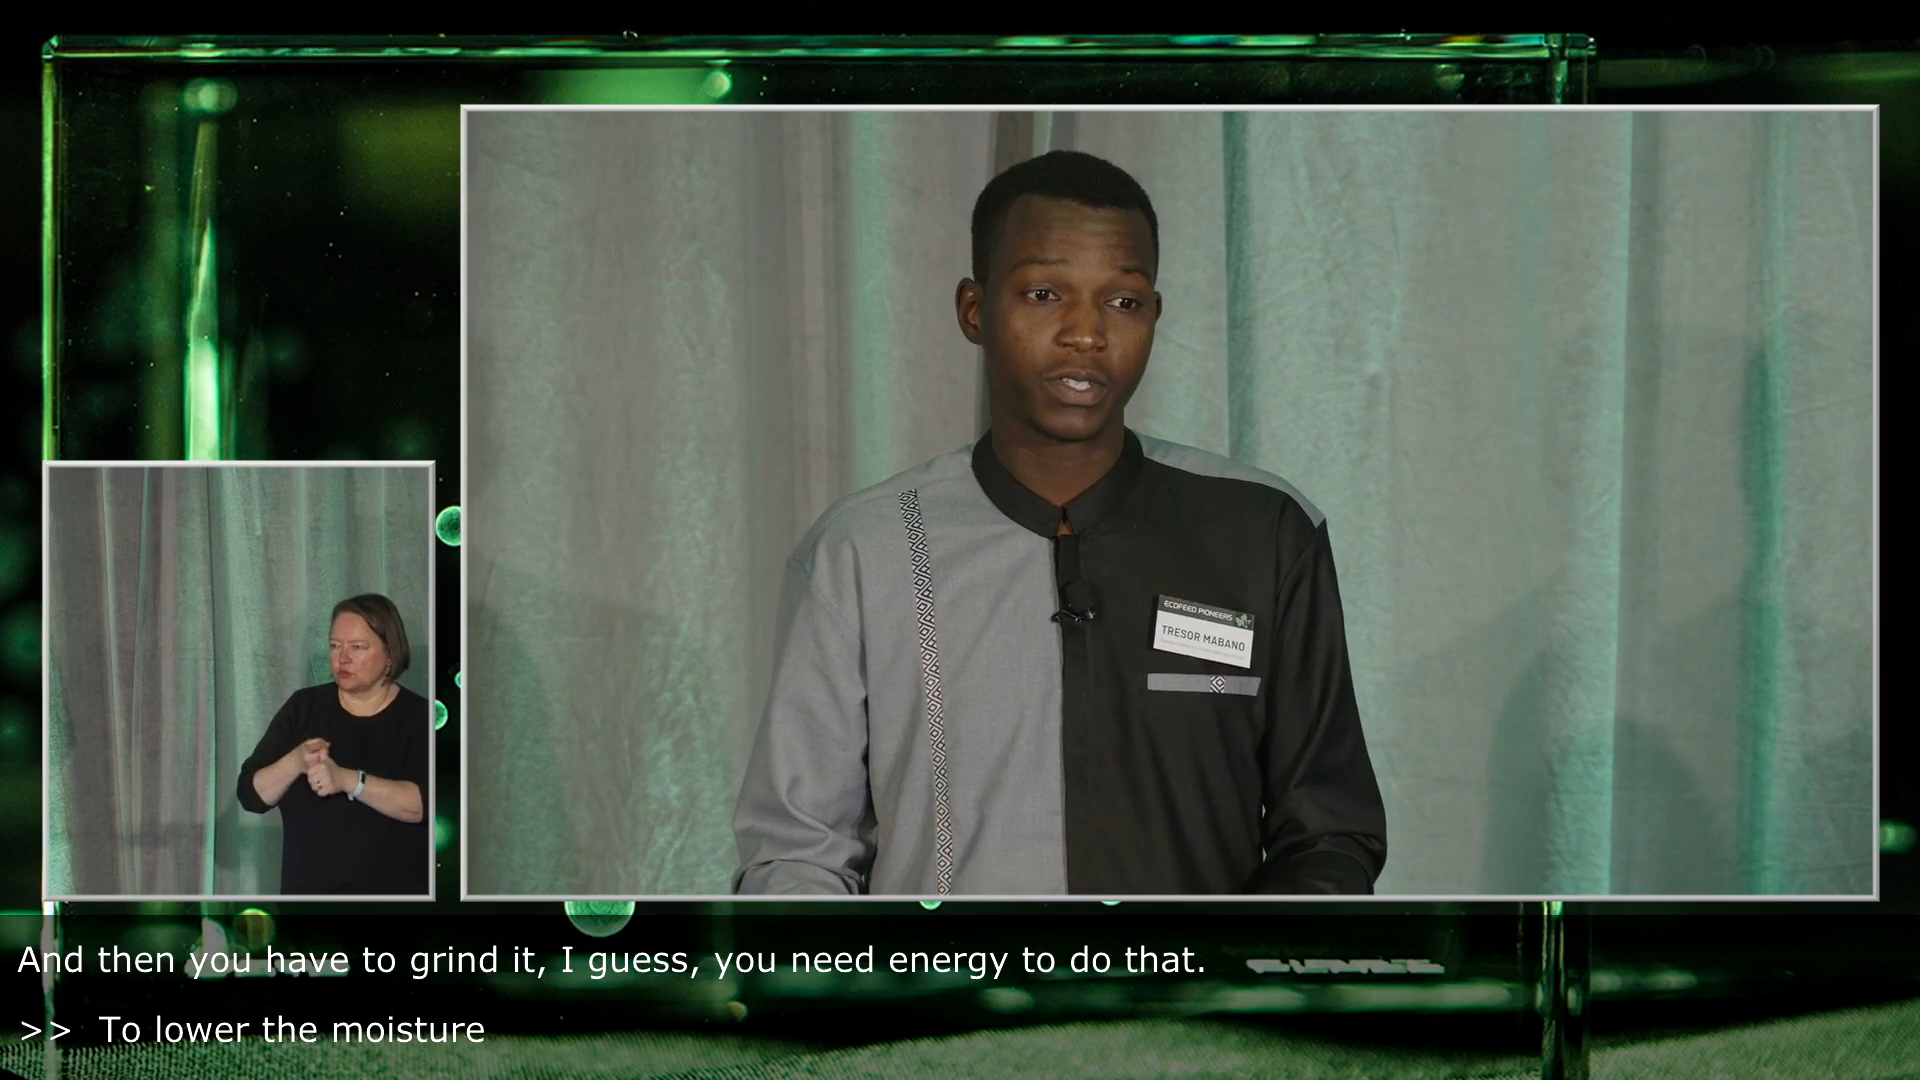 ECOFEED PIONEERS
TRESOR MABANO
And then you have to grind it, I guess, you need energy to do that.
>> To lower the moisture